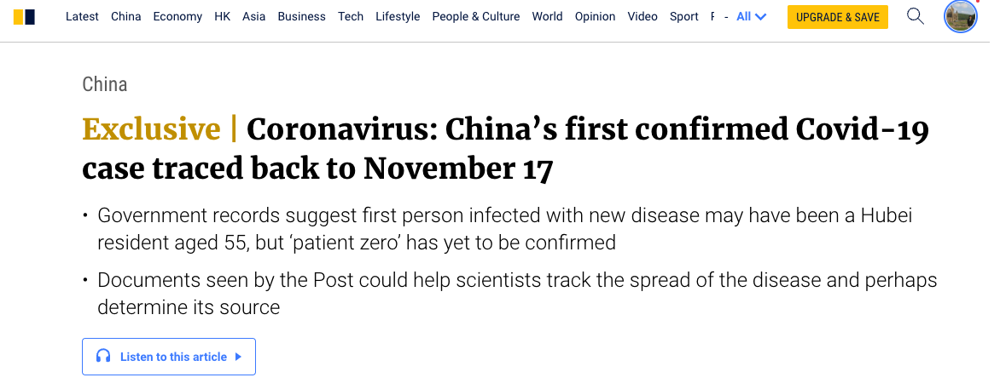 Latest China Economy HK Asia Business Tech Lifestyle People & Culture World Opinion Video Sport - All UPGRADE & SAVE
China
Exclusive | Coronavirus: China’s first confirmed Covid-19
case traced back to November 17
• Government records suggest first person infected with new disease may have been a Hubei
resident aged 55, but ‘patient zero’ has yet to be confirmed
• Documents seen by the Post could help scientists track the spread of the disease and perhaps
determine its source
Listen to this article